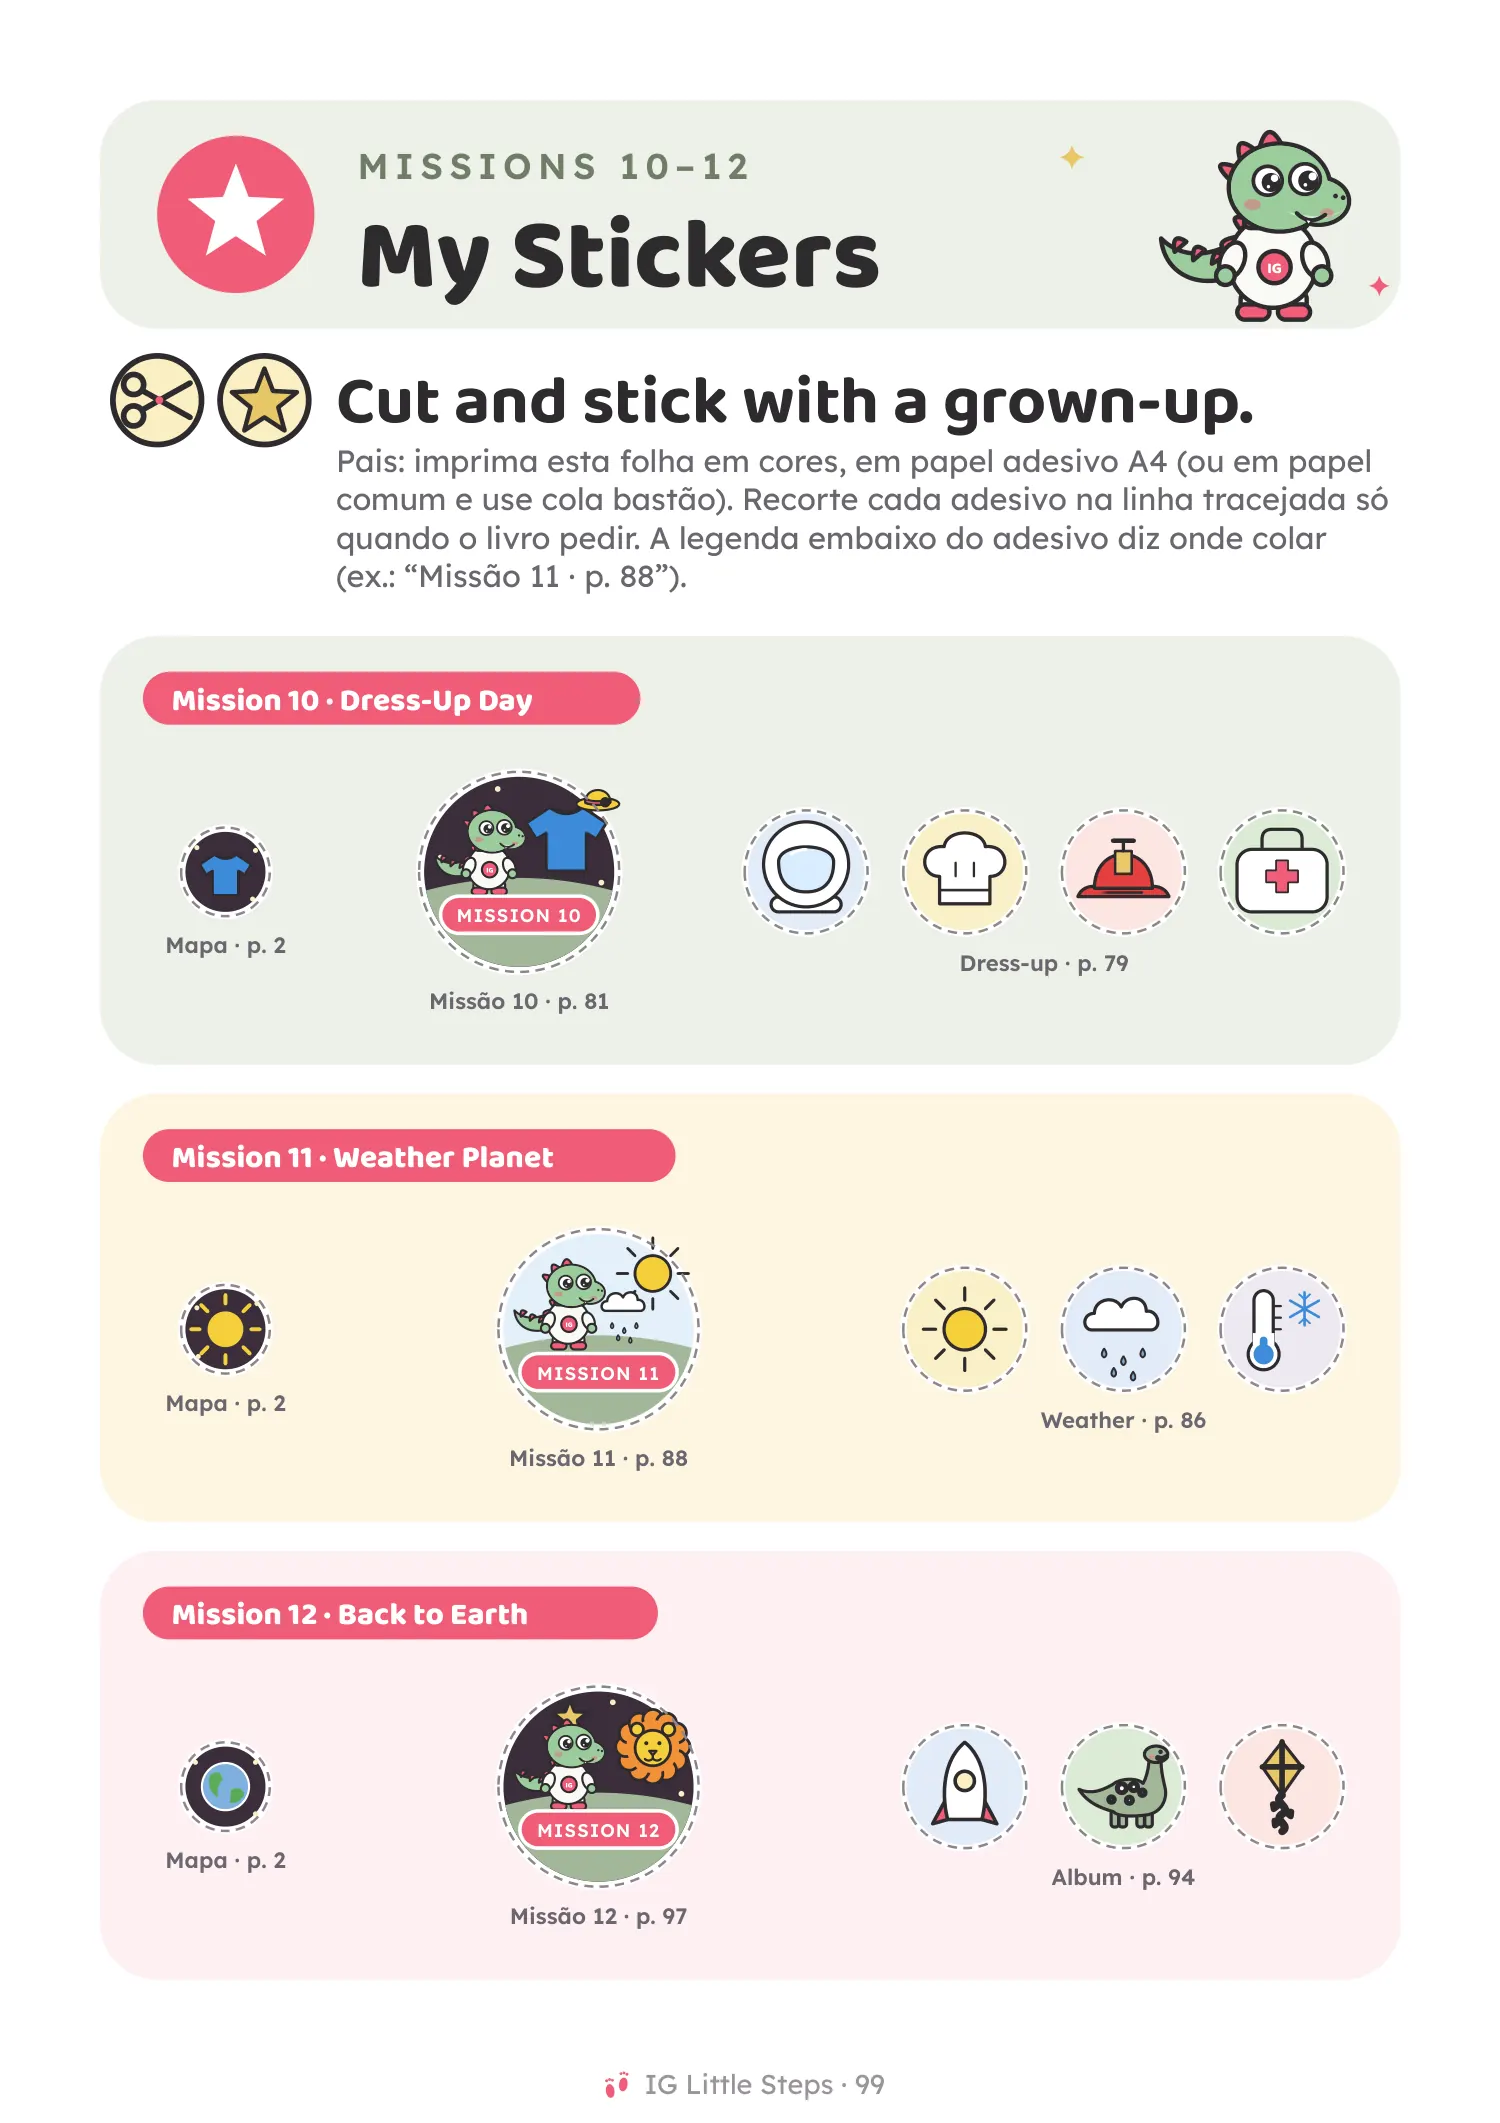 MISSIONS 10–12
My Stickers
IG
Cut and stick with a grown-up.
Pais: imprima esta folha em cores, em papel adesivo A4 (ou em papel
comum e use cola bastão). Recorte cada adesivo na linha tracejada só
quando o livro pedir. A legenda embaixo do adesivo diz onde colar
(ex.: “Missão 11 · p. 88”).
Mission 10 · Dress-Up Day
IG
MISSION 10
Mapa · p. 2
Missão 10 · p. 81
Dress-up · p. 79
Mission 11 · Weather Planet
IG
MISSION 11
Mapa · p. 2
Missão 11 · p. 88
Weather · p. 86
Mission 12 · Back to Earth
IG
MISSION 12
Mapa · p. 2
Missão 12 · p. 97
Album · p. 94
IG Little Steps · 99